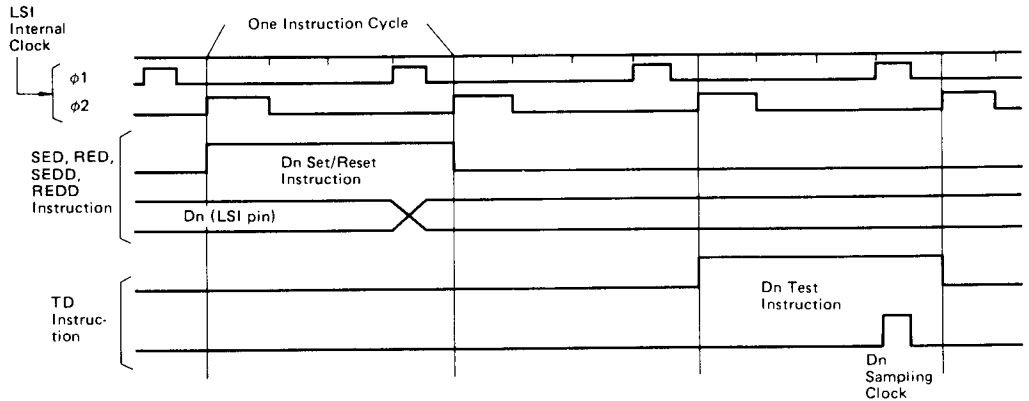 LSI
Internal
Clock
One Instruction Cycle
φ1
φ2
SED, RED,
SEDD,
REDD
Instruction
Dn Set/Reset
Instruction
Dn (LSI pin)
TD
Instruc-
tion
Dn Test
Instruction
Dn
Sampling
Clock